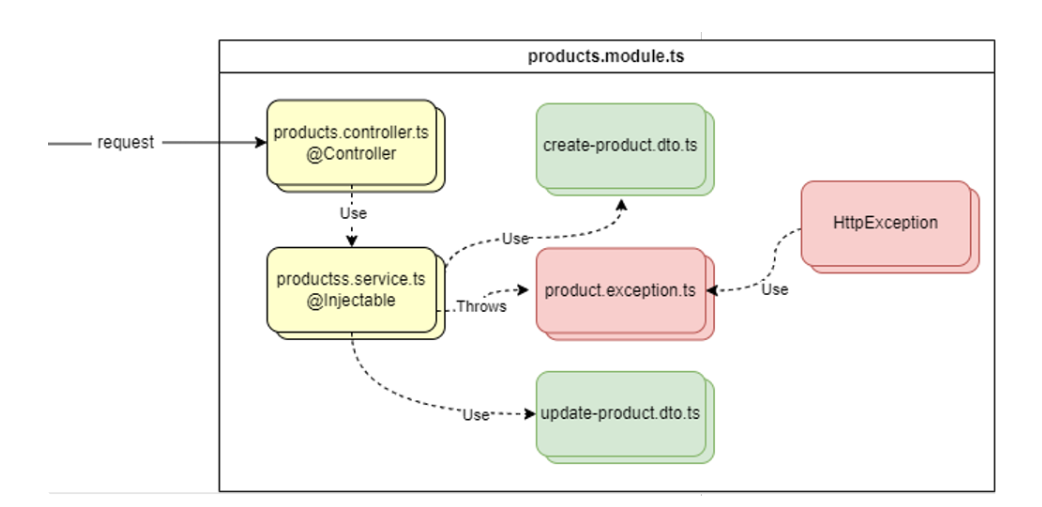 products.module.ts
request
products.controller.ts
@Controller
create-product.dto.ts
Use
HttpException
Use
productss.service.ts
@Injectable
product.exception.ts
Use
Throws
Use
update-product.dto.ts